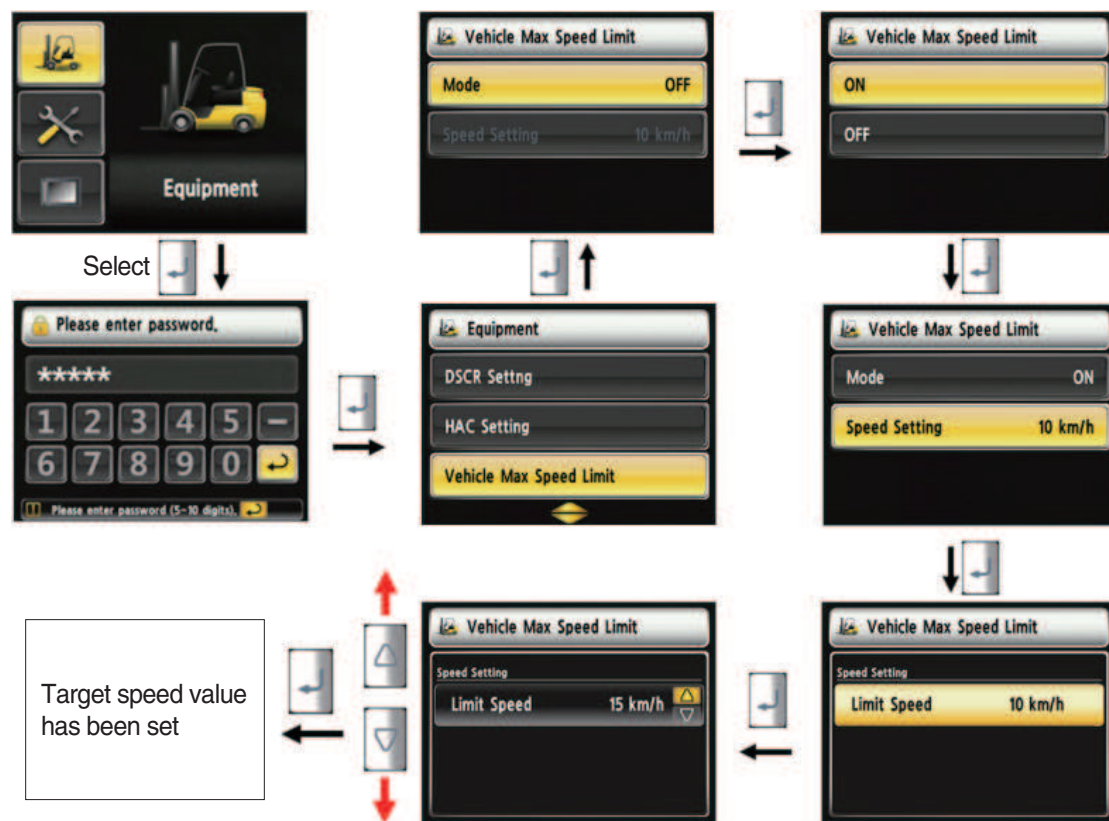 Equipment
Select
Please enter password.
*****
1 2 3 4 5 –
6 7 8 9 0
Please enter password (5-10 digits).
Equipment
DSCR Settng
HAC Setting
Vehicle Max Speed Limit
Vehicle Max Speed Limit
Mode OFF
Speed Setting 10 km/h
Vehicle Max Speed Limit
ON
OFF
Vehicle Max Speed Limit
Mode ON
Speed Setting 10 km/h
Vehicle Max Speed Limit
Speed Setting
Limit Speed 10 km/h
Vehicle Max Speed Limit
Speed Setting
Limit Speed 15 km/h
Target speed value
has been set